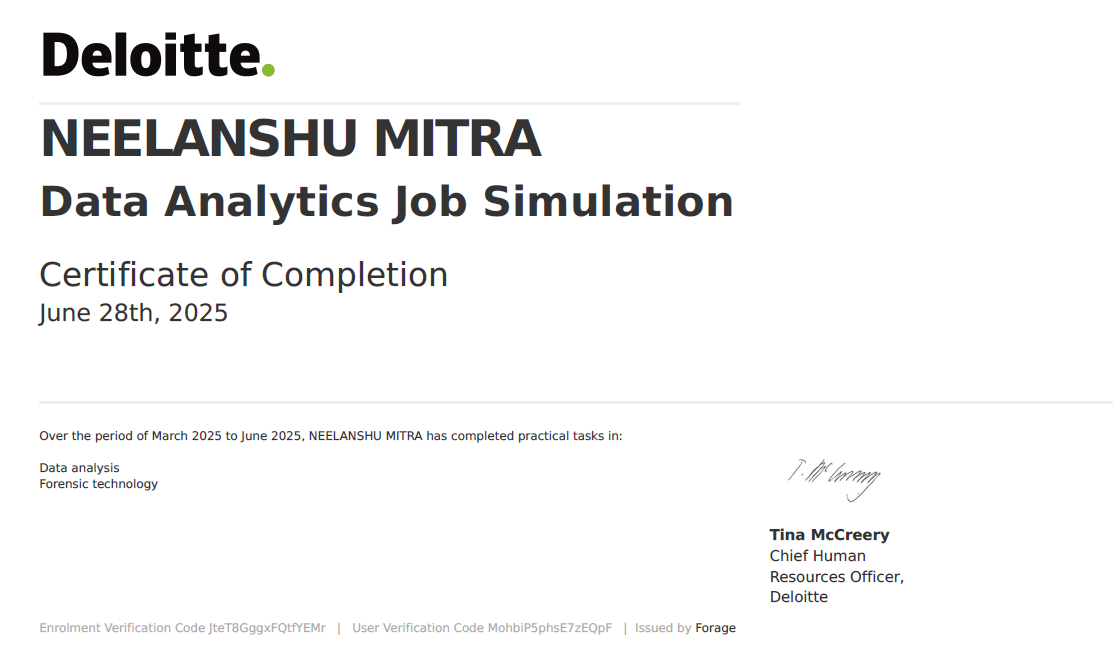 Deloitte.
NEELANSHU MITRA
Data Analytics Job Simulation
Certificate of Completion
June 28th, 2025
Over the period of March 2025 to June 2025, NEELANSHU MITRA has completed practical tasks in:
Data analysis
Forensic technology
T. McCreery
Tina McCreery
Chief Human
Resources Officer,
Deloitte
Enrolment Verification Code JteT8GggxFQtfYEMr | User Verification Code MohbiP5phsE7zEQpF | Issued by Forage